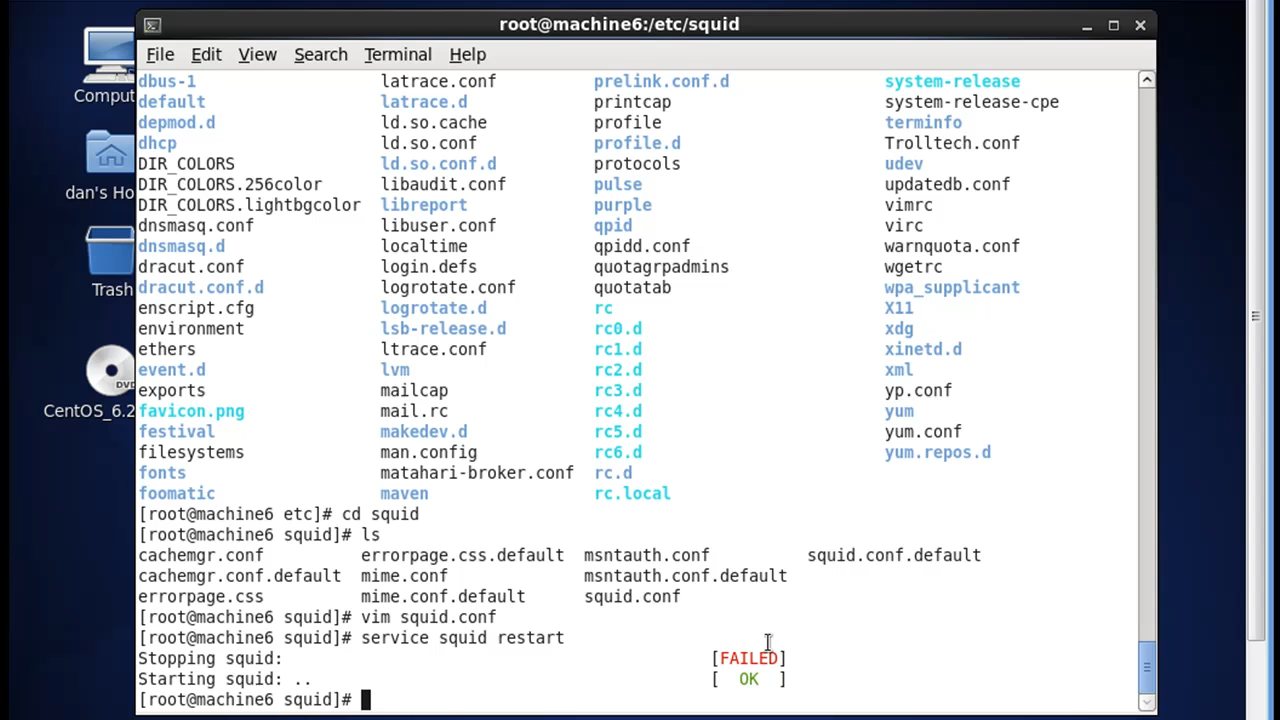 root@machine6:/etc/squid
File Edit View Search Terminal Help
dbus-1 latrace.conf prelink.conf.d system-release
default latrace.d printcap system-release-cpe
depmod.d ld.so.cache profile terminfo
dhcp ld.so.conf profile.d Trolltech.conf
DIR_COLORS ld.so.conf.d protocols udev
DIR_COLORS.256color libaudit.conf pulse updatedb.conf
DIR_COLORS.lightbgcolor libreport purple vimrc
dnsmasq.conf libuser.conf qpid virc
dnsmasq.d localtime qpidd.conf warnquota.conf
dracut.conf login.defs quotagrpadmins wgetrc
dracut.conf.d logrotate.conf quotatab wpa_supplicant
enscript.cfg logrotate.d rc X11
environment lsb-release.d rc0.d xdg
ethers ltrace.conf rc1.d xinetd.d
event.d lvm rc2.d xml
exports mailcap rc3.d yp.conf
favicon.png mail.rc rc4.d yum
festival makedev.d rc5.d yum.conf
filesystems man.config rc6.d yum.repos.d
fonts matahari-broker.conf rc.d
foomatic maven rc.local
[root@machine6 etc]# cd squid
[root@machine6 squid]# ls
cachemgr.conf errorpage.css.default msntauth.conf squid.conf.default
cachemgr.conf.default mime.conf msntauth.conf.default
errorpage.css mime.conf.default squid.conf
[root@machine6 squid]# vim squid.conf
[root@machine6 squid]# service squid restart
Stopping squid: [FAILED]
Starting squid: .. [ OK ]
[root@machine6 squid]#
Comput
dan's Ho
Trash
DVD
CentOS_6.2